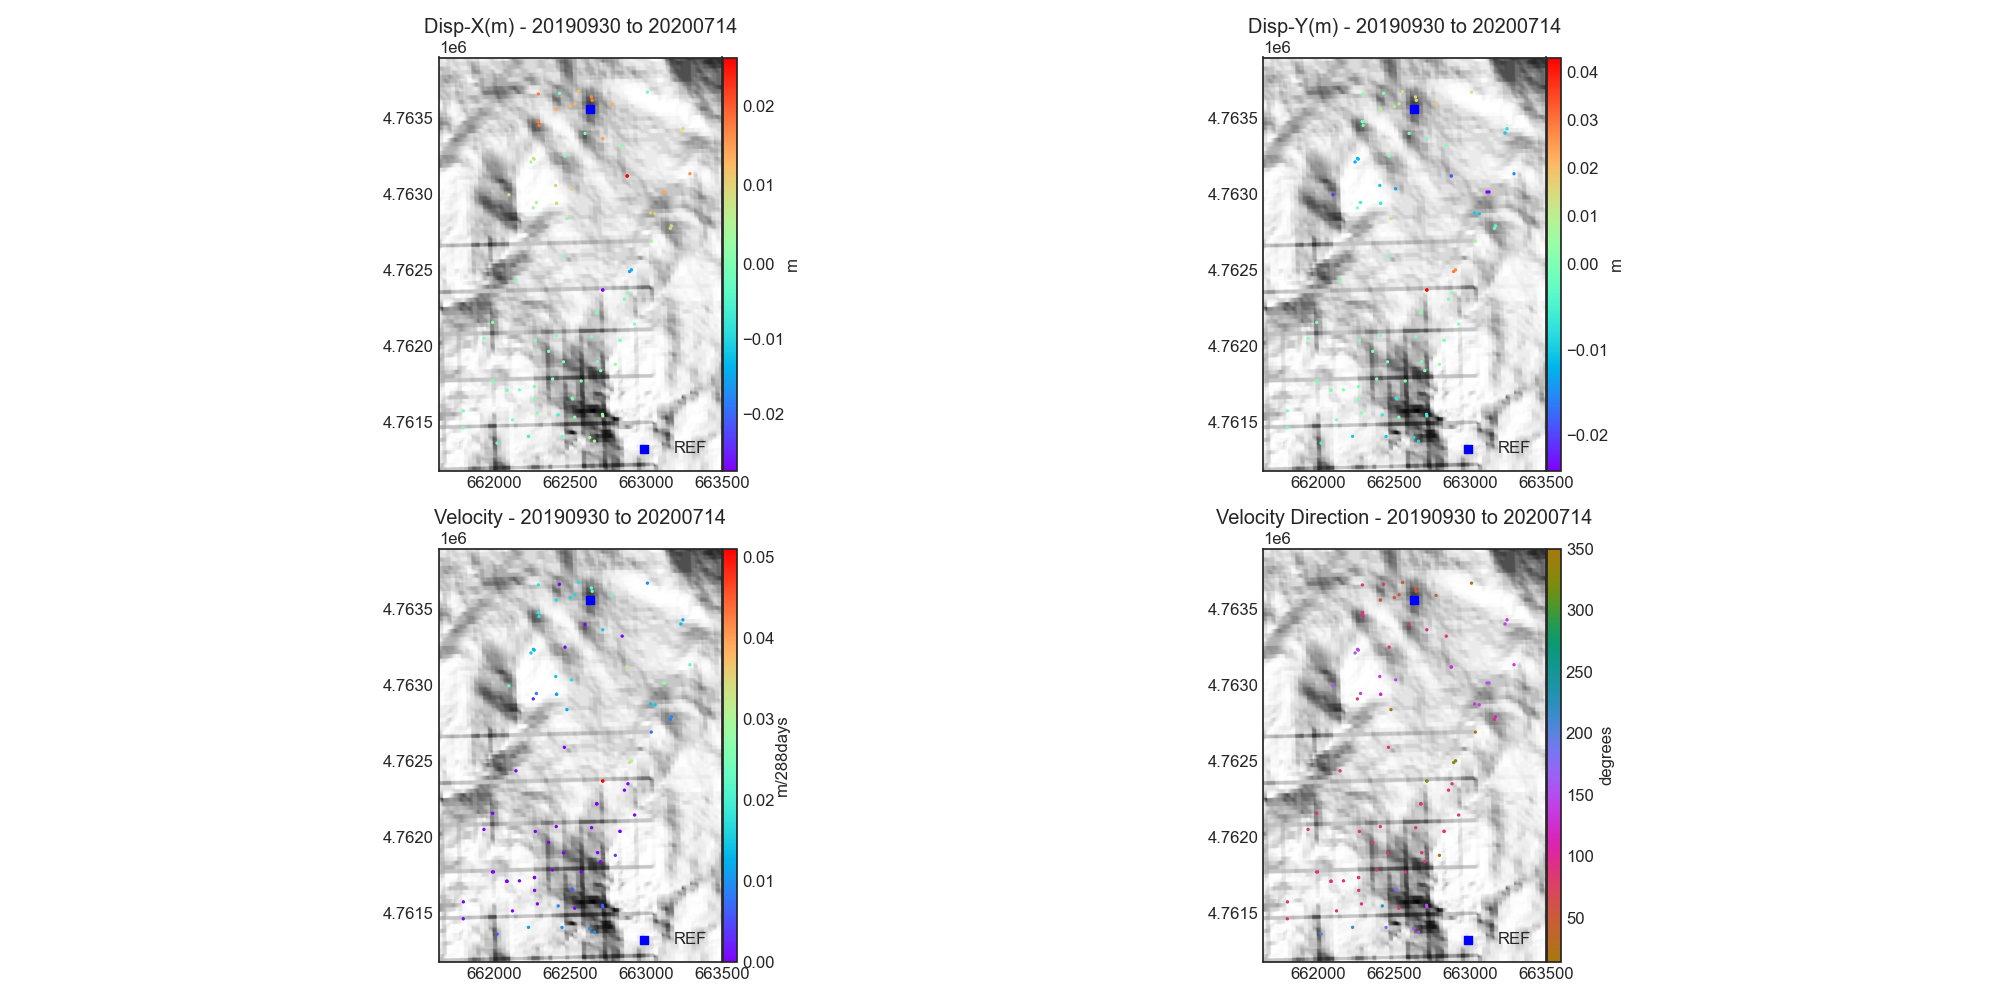 Disp-X(m) - 20190930 to 20200714
1e6
4.7635
4.7630
4.7625
4.7620
4.7615
662000 662500 663000 663500
REF
0.02
0.01
0.00
−0.01
−0.02
m
Disp-Y(m) - 20190930 to 20200714
1e6
4.7635
4.7630
4.7625
4.7620
4.7615
662000 662500 663000 663500
REF
0.04
0.03
0.02
0.01
0.00
−0.01
−0.02
m
Velocity - 20190930 to 20200714
1e6
4.7635
4.7630
4.7625
4.7620
4.7615
662000 662500 663000 663500
REF
0.05
0.04
0.03
0.02
0.01
0.00
m/288days
Velocity Direction - 20190930 to 20200714
1e6
4.7635
4.7630
4.7625
4.7620
4.7615
662000 662500 663000 663500
REF
350
300
250
200
150
100
50
degrees